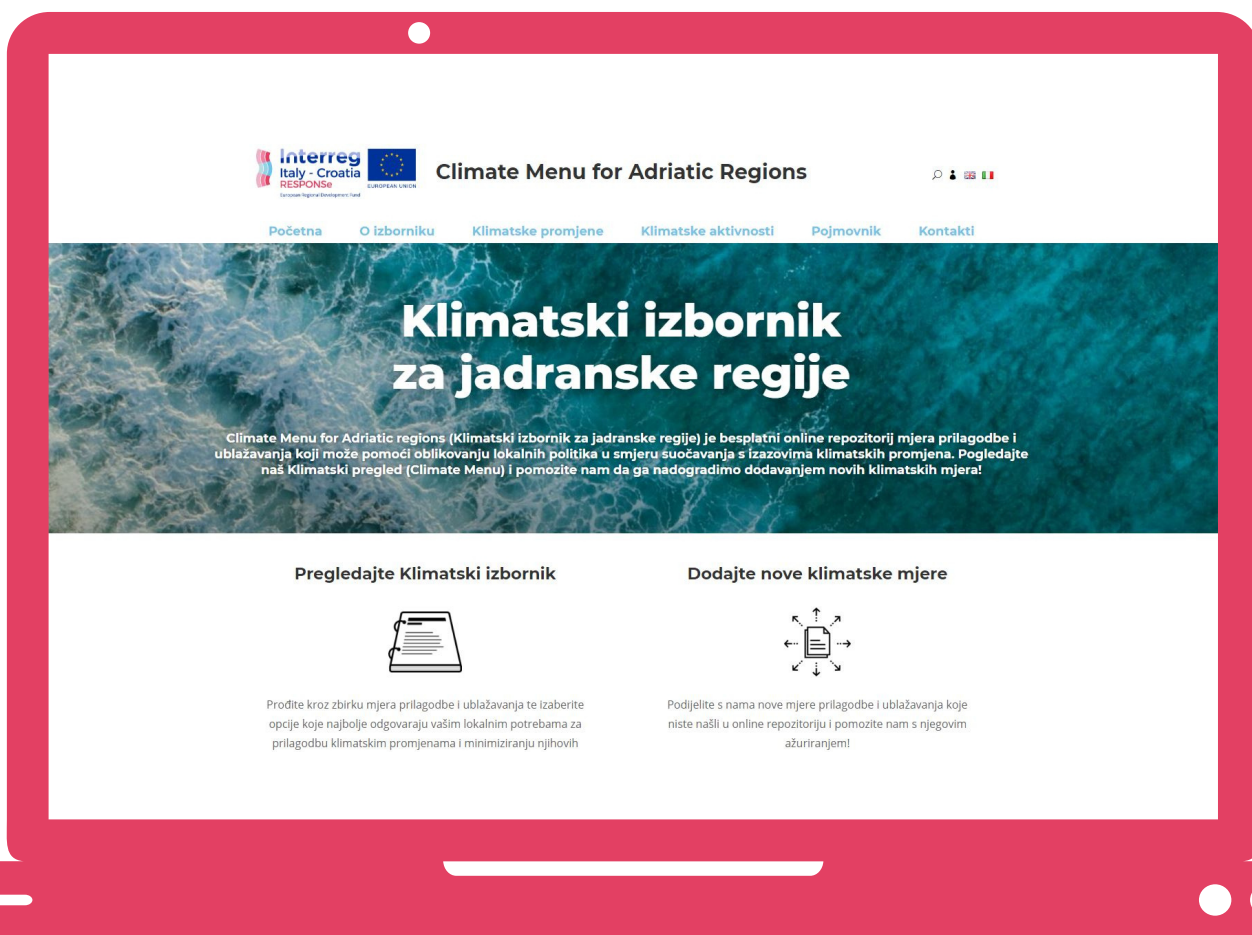 Interreg
Italy - Croatia
RESPONSe
European Regional Development Fund
EUROPEAN UNION
Climate Menu for Adriatic Regions
Početna O izborniku Klimatske promjene Klimatske aktivnosti Pojmovnik Kontakti
Klimatski izbornik
za jadranske regije
Climate Menu for Adriatic regions (Klimatski izbornik za jadranske regije) je besplatni online repozitorij mjera prilagodbe i
ublažavanja koji može pomoći oblikovanju lokalnih politika u smjeru suočavanja s izazovima klimatskih promjena. Pogledajte
naš Klimatski pregled (Climate Menu) i pomozite nam da ga nadogradimo dodavanjem novih klimatskih mjera!
Pregledajte Klimatski izbornik
Prođite kroz zbirku mjera prilagodbe i ublažavanja te izaberite
opcije koje najbolje odgovaraju vašim lokalnim potrebama za
prilagodbu klimatskim promjenama i minimiziranju njihovih
Dodajte nove klimatske mjere
Podijelite s nama nove mjere prilagodbe i ublažavanja koje
niste našli u online repozitoriju i pomozite nam s njegovim
ažuriranjem!